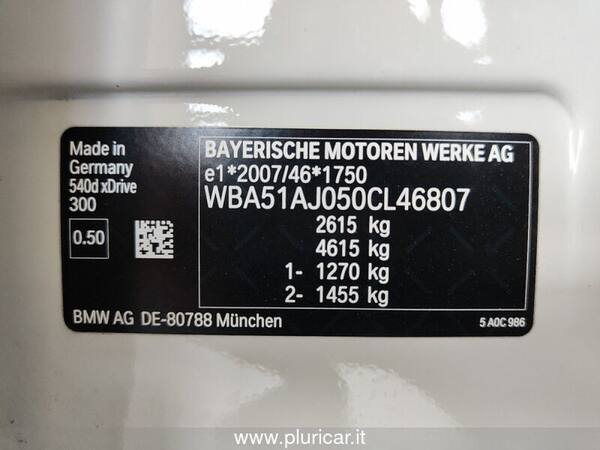 Made in
Germany
540d xDrive
300
0.50
BAYERISCHE MOTOREN WERKE AG
e1*2007/46*1750
WBA51AJ050CL46807
2615 kg
4615 kg
1- 1270 kg
2- 1455 kg
BMW AG DE-80788 München
5 A0C 986
www.pluricar.it